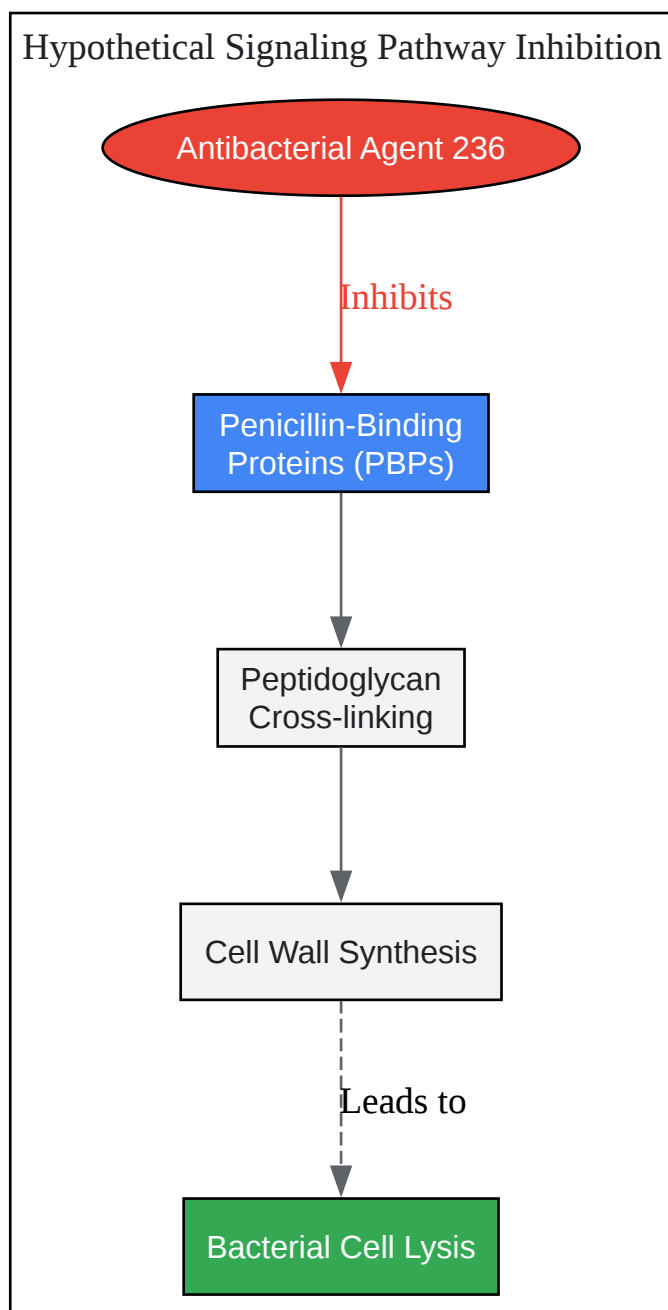 Hypothetical Signaling Pathway Inhibition
Antibacterial Agent 236
Inhibits
Penicillin-Binding
Proteins (PBPs)
Peptidoglycan
Cross-linking
Cell Wall Synthesis
Leads to
Bacterial Cell Lysis